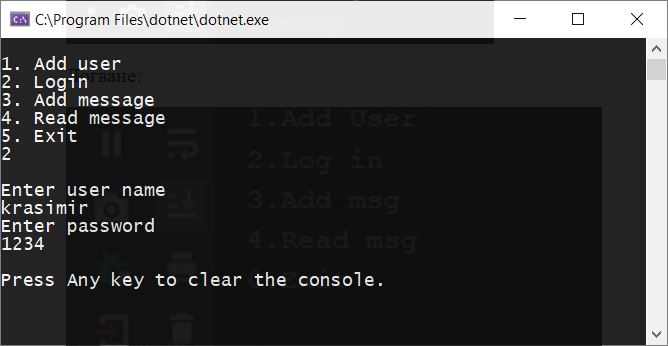 C:\Program Files\dotnet\dotnet.exe
1. Add user
2. Login
3. Add message
4. Read message
5. Exit
2
Enter user name
krasimir
Enter password
1234
Press Any key to clear the console.
Логване:
1.Add User
2.Log in
3.Add msg
4.Read msg